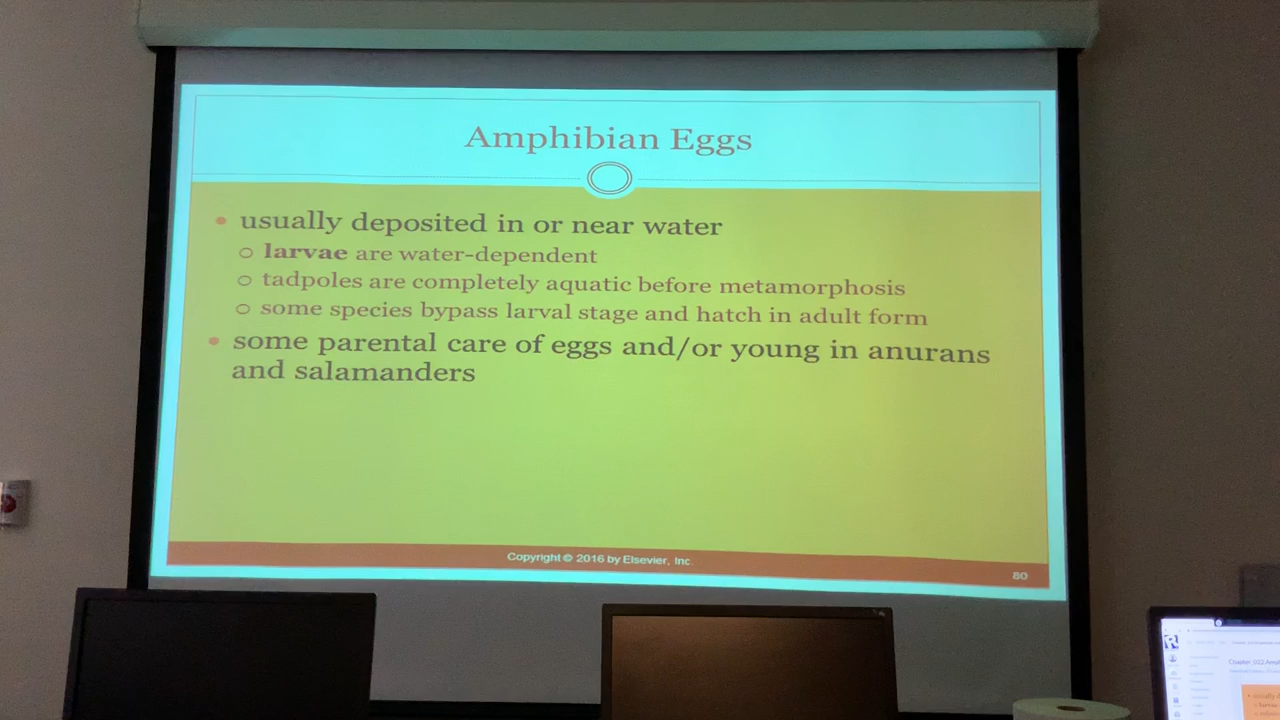 Amphibian Eggs
• usually deposited in or near water
o larvae are water-dependent
o tadpoles are completely aquatic before metamorphosis
o some species bypass larval stage and hatch in adult form
• some parental care of eggs and/or young in anurans
and salamanders
Copyright © 2016 by Elsevier, Inc.
80